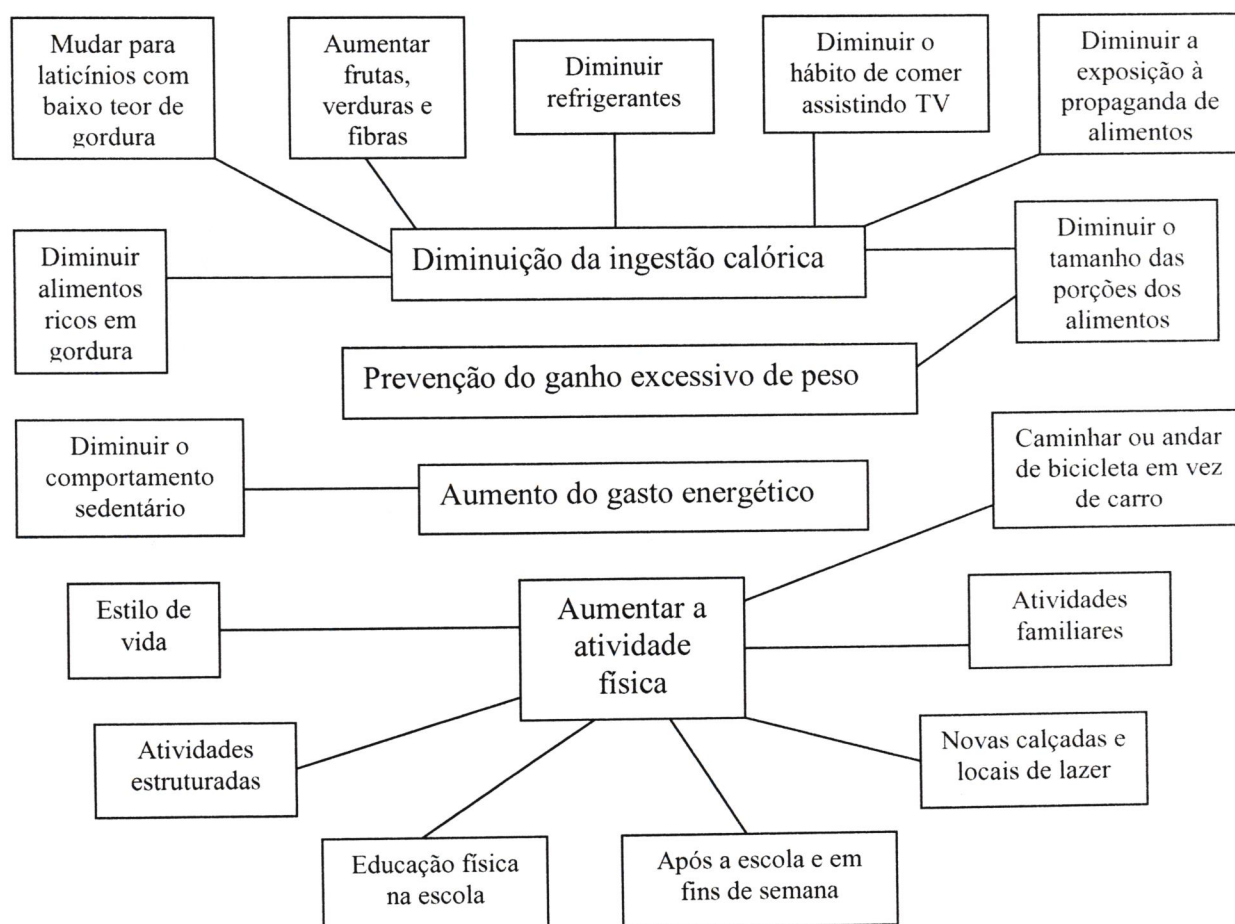 Mudar para
laticínios com
baixo teor de
gordura
Aumentar
frutas,
verduras e
fibras
Diminuir
refrigerantes
Diminuir o
hábito de comer
assistindo TV
Diminuir a
exposição à
propaganda de
alimentos
Diminuir
alimentos
ricos em
gordura
Diminuição da ingestão calórica
Diminuir o
tamanho das
porções dos
alimentos
Prevenção do ganho excessivo de peso
Diminuir o
comportamento
sedentário
Aumento do gasto energético
Caminhar ou andar
de bicicleta em vez
de carro
Estilo de
vida
Aumentar a
atividade
física
Atividades
familiares
Atividades
estruturadas
Novas calçadas e
locais de lazer
Educação física
na escola
Após a escola e em
fins de semana